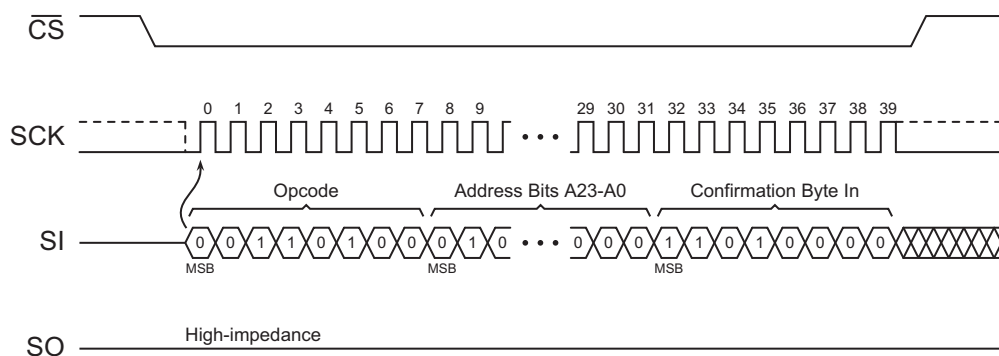 CS
0 1 2 3 4 5 6 7 8 9 29 30 31 32 33 34 35 36 37 38 39
SCK
Opcode Address Bits A23-A0 Confirmation Byte In
SI 0 0 1 1 0 1 0 0 0 1 0 0 0 0 1 1 0 1 0 0 0 0
MSB MSB MSB
High-impedance
SO